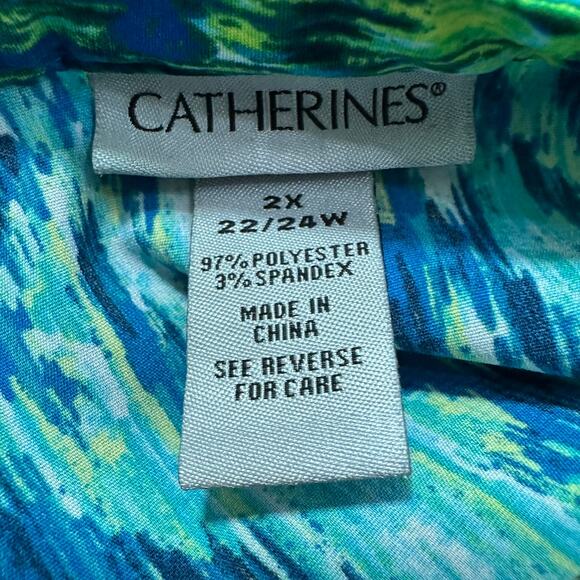 CATHERINES®
2X
22/24W
97% POLYESTER
3% SPANDEX
MADE IN
CHINA
SEE REVERSE
FOR CARE